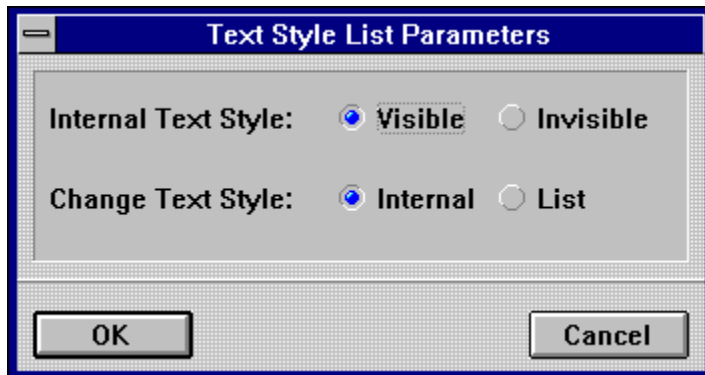 Text Style List Parameters
Internal Text Style: Visible Invisible
Change Text Style: Internal List
OK Cancel